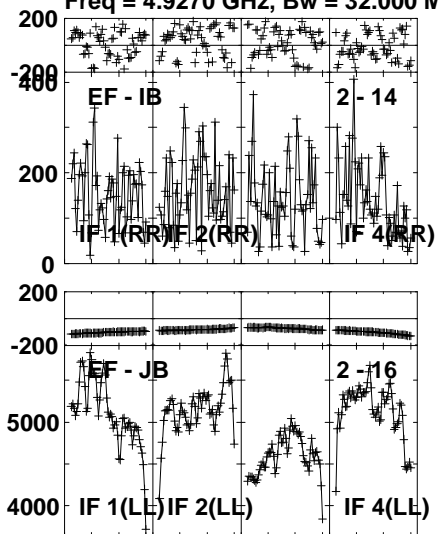 Freq = 4.9270 GHz, Bw = 32.000 M
200
-200
400
EF - IB 2 - 14
200
IF 1(RR) IF 2(RR) IF 4(RR)
0
200
-200
EF - JB 2 - 16
5000
4000 IF 1(LL) IF 2(LL) IF 4(LL)